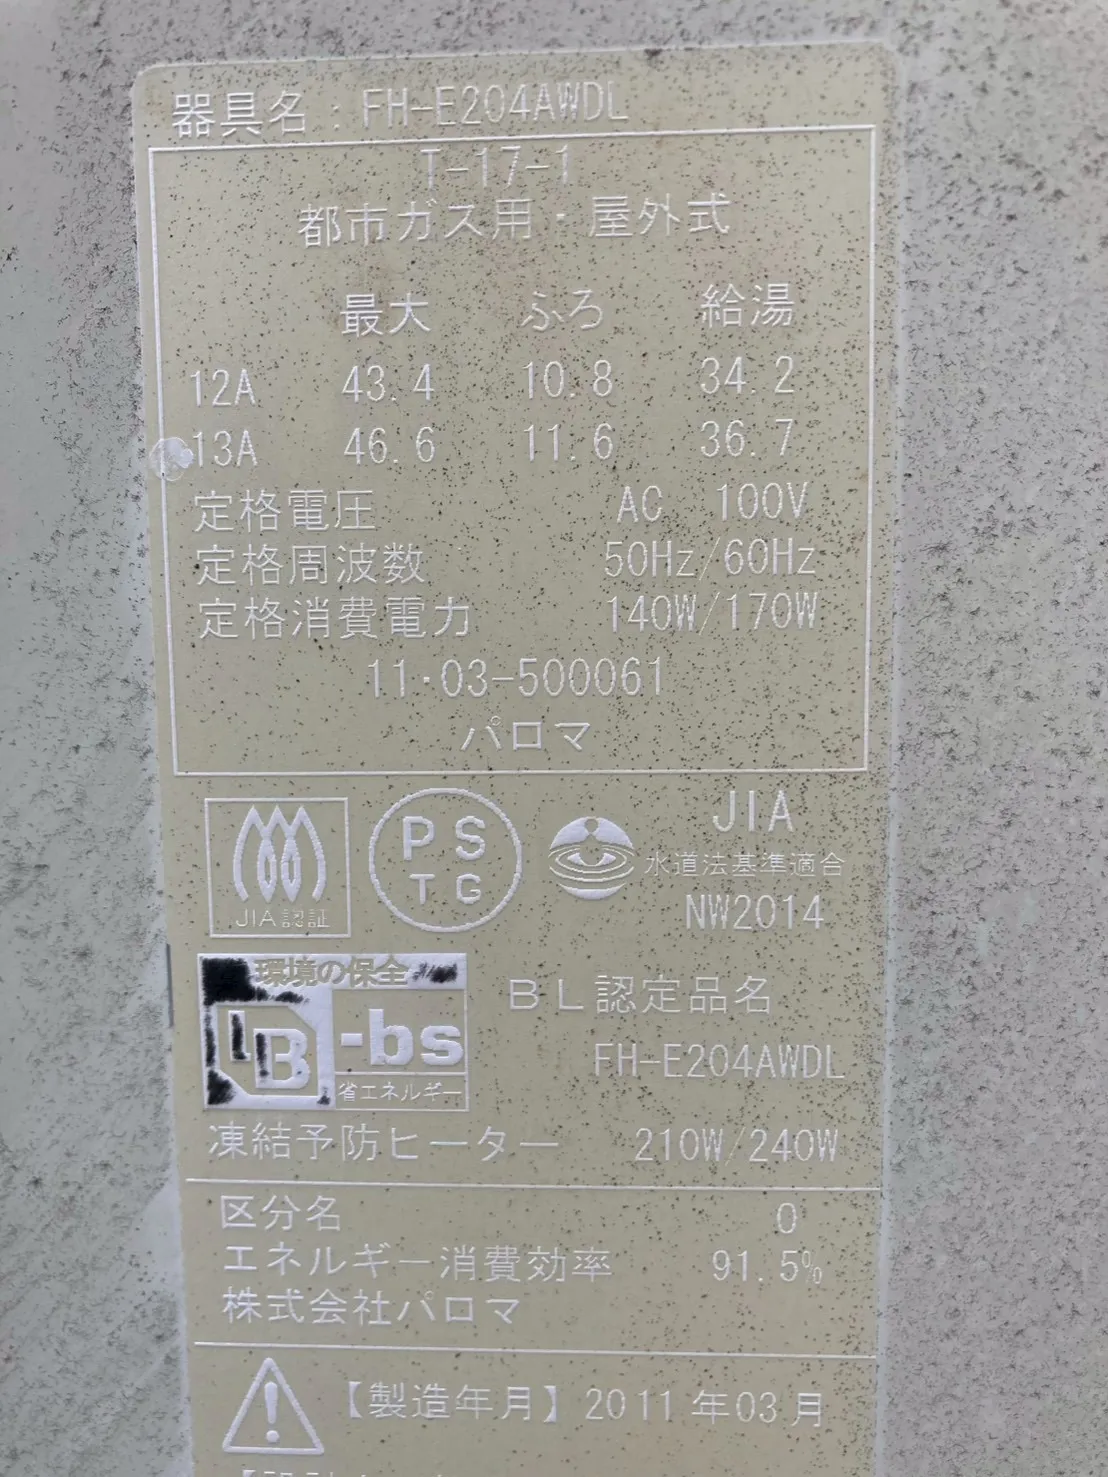 器具名：FH-E204AWDL
T-17-1
都市ガス用・屋外式
最大 ふろ 給湯
12A 43.4 10.8 34.2
13A 46.6 11.6 36.7
定格電圧 AC 100V
定格周波数 50Hz/60Hz
定格消費電力 140W/170W
11・03-500061
パロマ
JIA認証
PS
TG
JIA
水道法基準適合
NW2014
環境の保全
BL-bs
省エネルギー
BL認定品名
FH-E204AWDL
凍結予防ヒーター 210W/240W
区分名 0
エネルギー消費効率 91.5%
株式会社パロマ
【製造年月】2011年03月